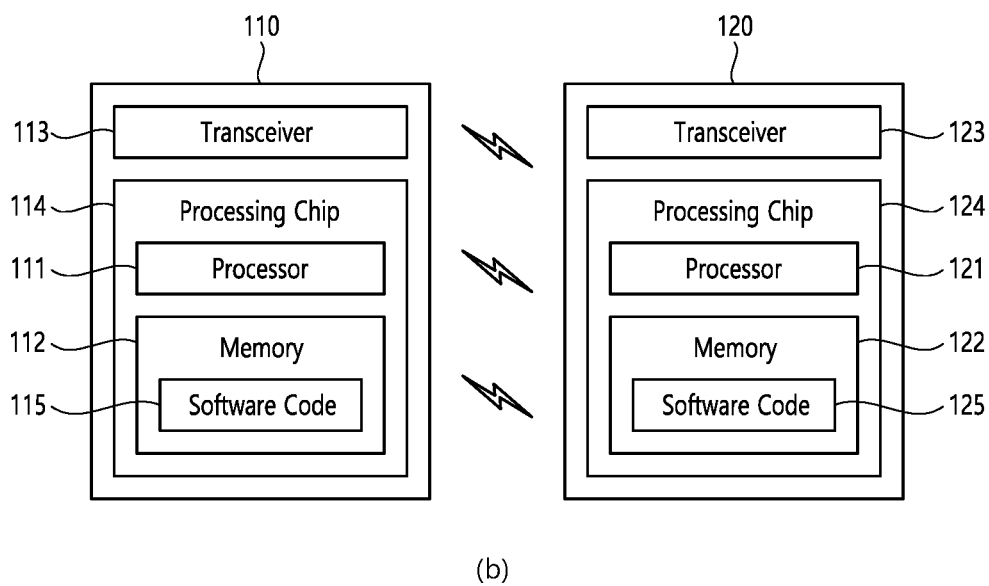 110 120
113 Transceiver Transceiver 123
114 Processing Chip Processing Chip 124
111 Processor Processor 121
112 Memory Memory 122
115 Software Code Software Code 125
(b)